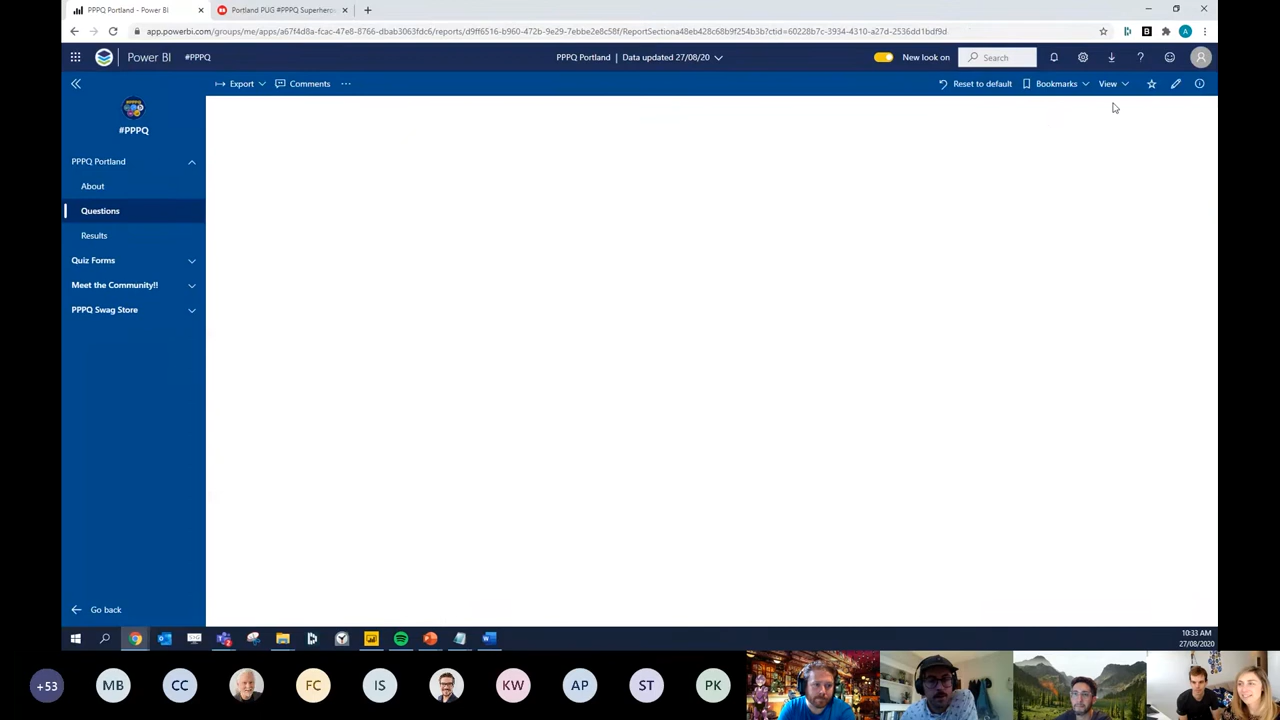 PPPQ Portland - Power BI
Portland PUG #PPPQ Superhero
app.powerbi.com/groups/me/apps/a67f4d8a-fcac-47e8-8766-dbab3063fdc6/reports/d9ff6516-b960-472b-9e29-7ebbe2e8c58f/ReportSectiona48eb428c68b9f254b3b7?ctid=60228b7c-3934-4310-a27d-2536dd1bdf9d
Power BI #PPPQ PPPQ Portland | Data updated 27/08/20 New look on Search
Export Comments ··· Reset to default Bookmarks View
#PPPQ
PPPQ Portland
About
Questions
Results
Quiz Forms
Meet the Community!!
PPPQ Swag Store
Go back
10:33 AM
27/08/2020
+53 MB CC FC IS KW AP ST PK